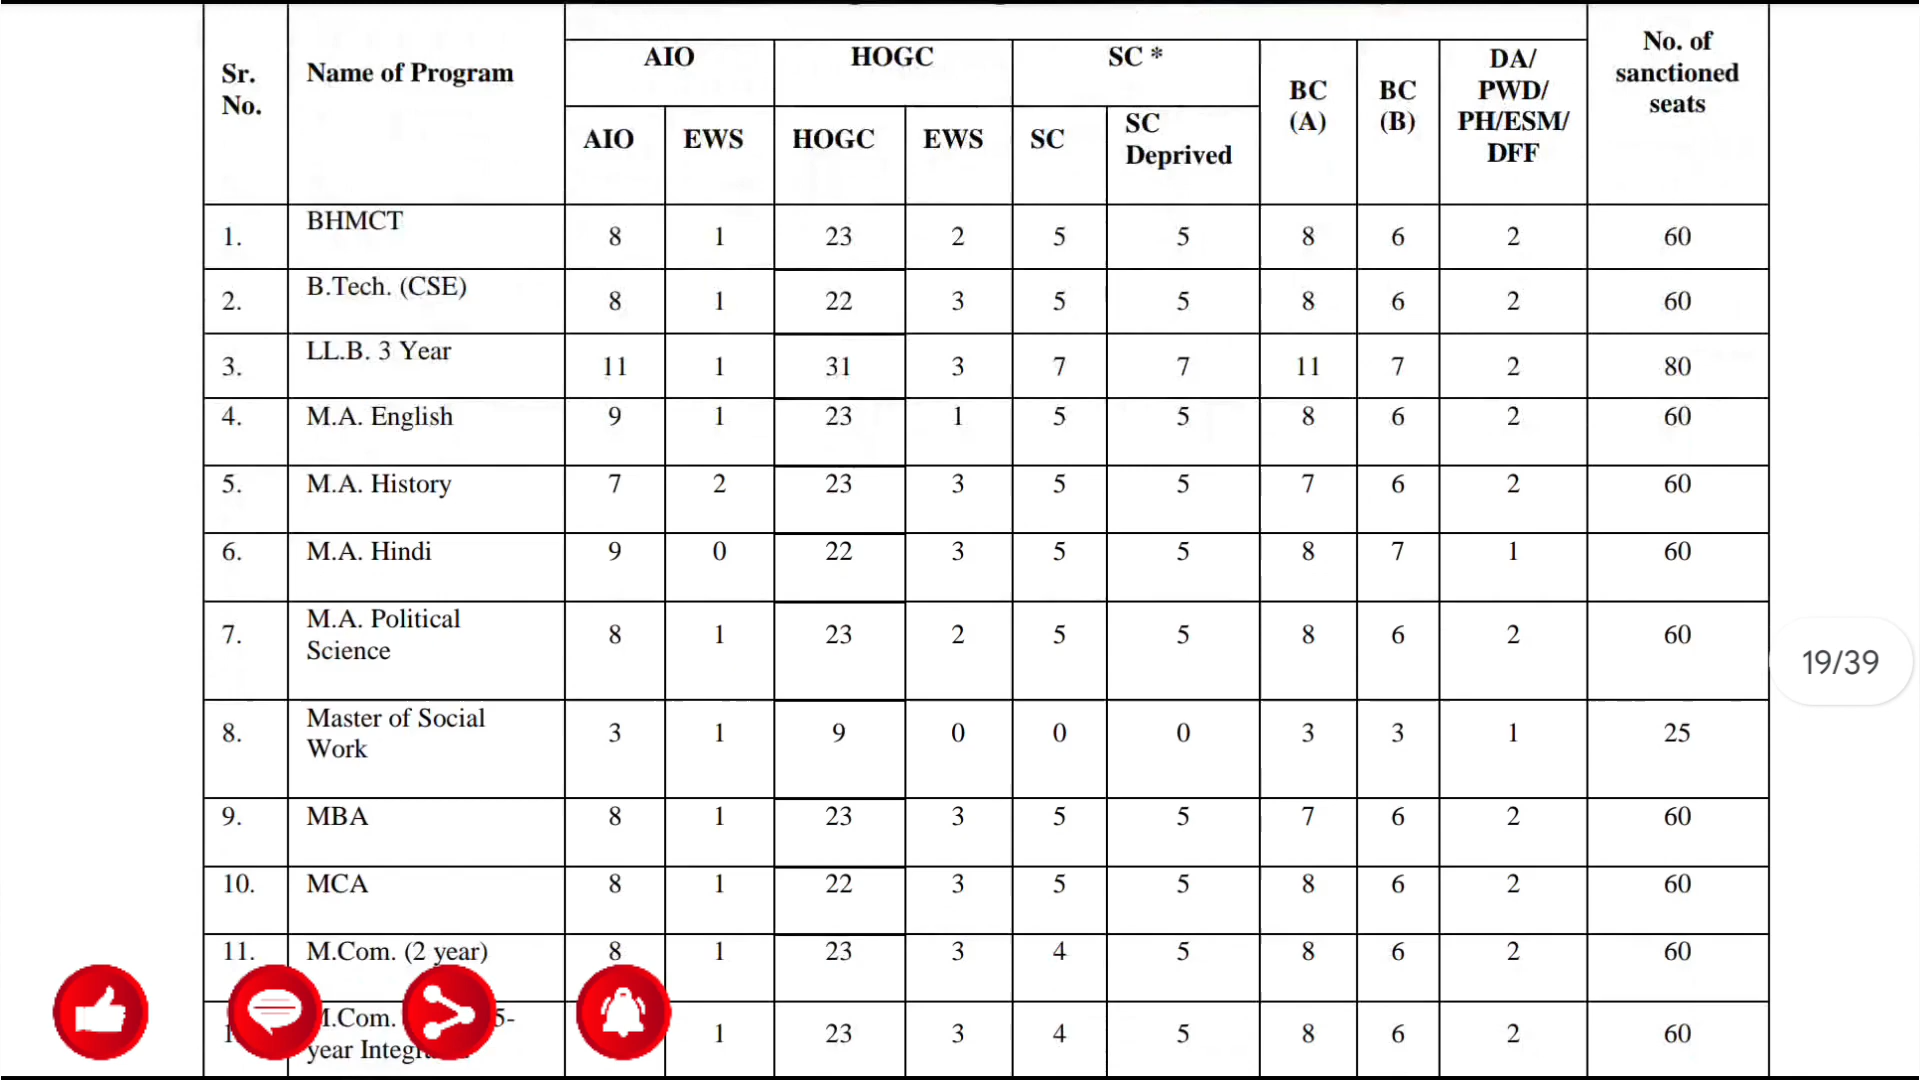 Sr. No. Name of Program AIO HOGC SC * BC (A) BC (B) DA/ PWD/ PH/ESM/ DFF No. of sanctioned seats
AIO EWS HOGC EWS SC SC Deprived
1. BHMCT 8 1 23 2 5 5 8 6 2 60
2. B.Tech. (CSE) 8 1 22 3 5 5 8 6 2 60
3. LL.B. 3 Year 11 1 31 3 7 7 11 7 2 80
4. M.A. English 9 1 23 1 5 5 8 6 2 60
5. M.A. History 7 2 23 3 5 5 7 6 2 60
6. M.A. Hindi 9 0 22 3 5 5 8 7 1 60
7. M.A. Political Science 8 1 23 2 5 5 8 6 2 60
8. Master of Social Work 3 1 9 0 0 0 3 3 1 25
9. MBA 8 1 23 3 5 5 7 6 2 60
10. MCA 8 1 22 3 5 5 8 6 2 60
11. M.Com. (2 year) 8 1 23 3 4 5 8 6 2 60
year 1 23 3 4 5 8 6 2 60
19/39